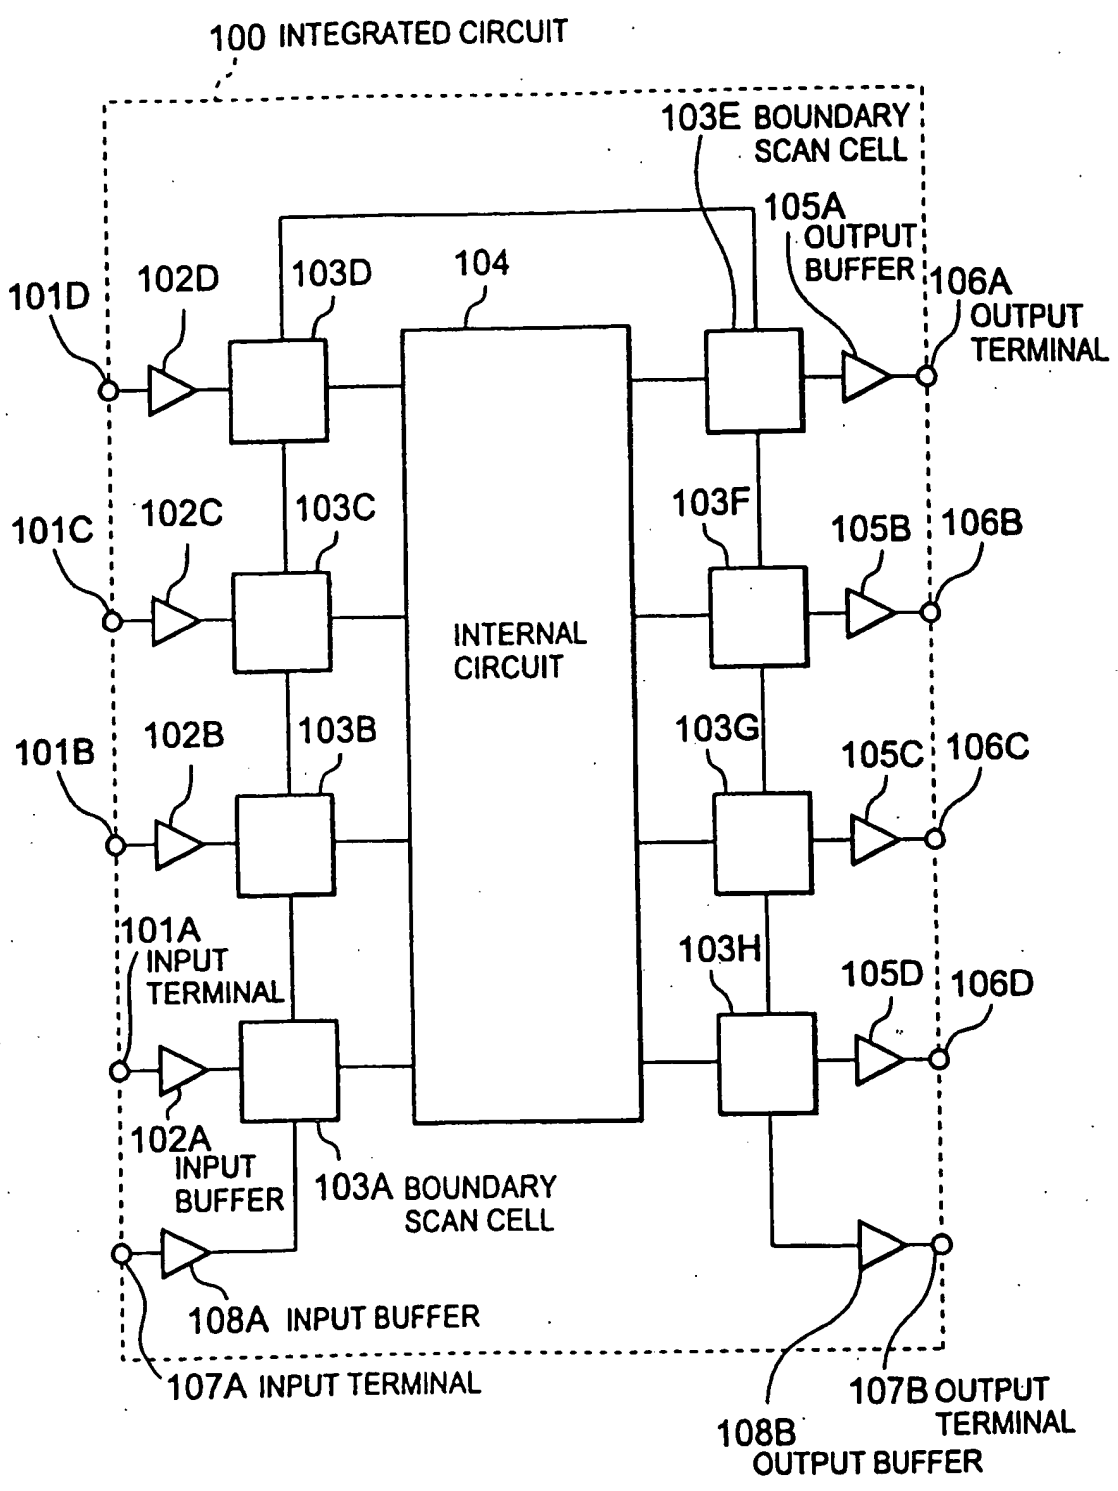 100 INTEGRATED CIRCUIT
103E BOUNDARY
SCAN CELL
105A
OUTPUT
BUFFER
106A
OUTPUT
TERMINAL
101D
102D
103D
104
101C
102C
103C
103F
105B
106B
INTERNAL
CIRCUIT
101B
102B
103B
103G
105C
106C
101A
INPUT
TERMINAL
103H
105D
106D
102A
INPUT
BUFFER
103A BOUNDARY
SCAN CELL
108A INPUT BUFFER
107A INPUT TERMINAL
107B OUTPUT
TERMINAL
108B
OUTPUT BUFFER